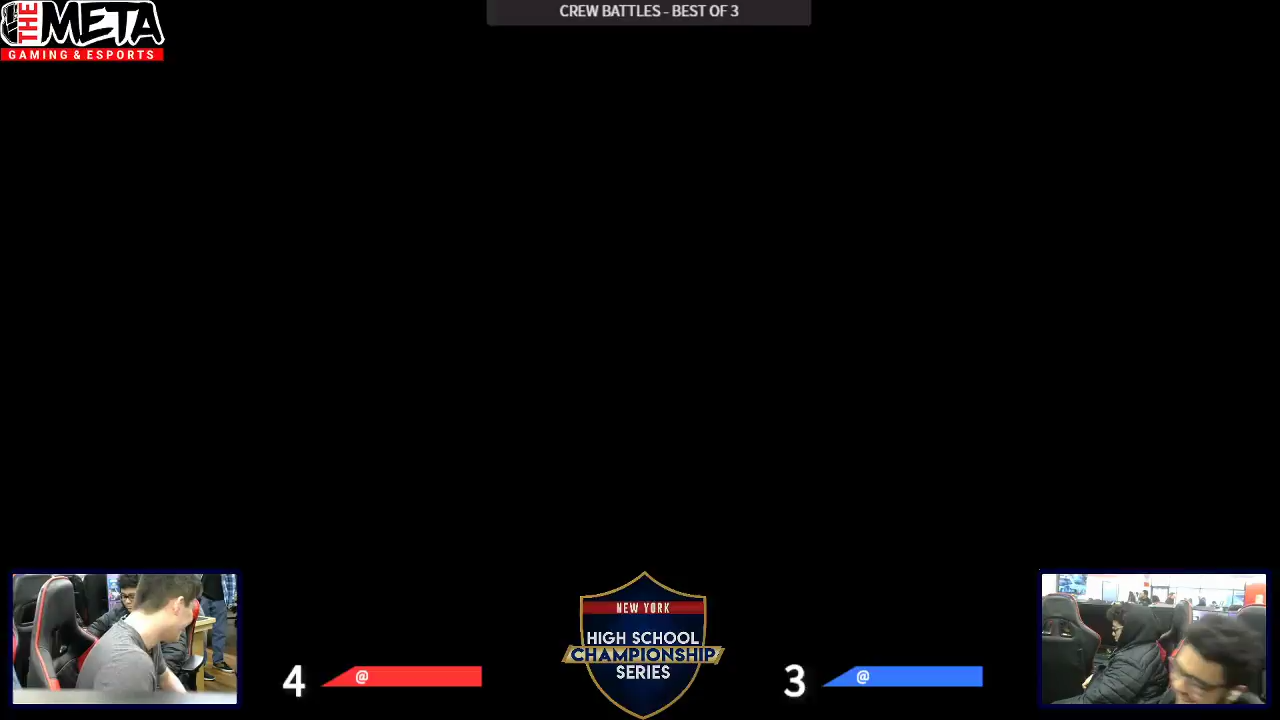 THE META
GAMING & ESPORTS
CREW BATTLES - BEST OF 3
4
@
NEW YORK
HIGH SCHOOL
CHAMPIONSHIP
SERIES
3
@